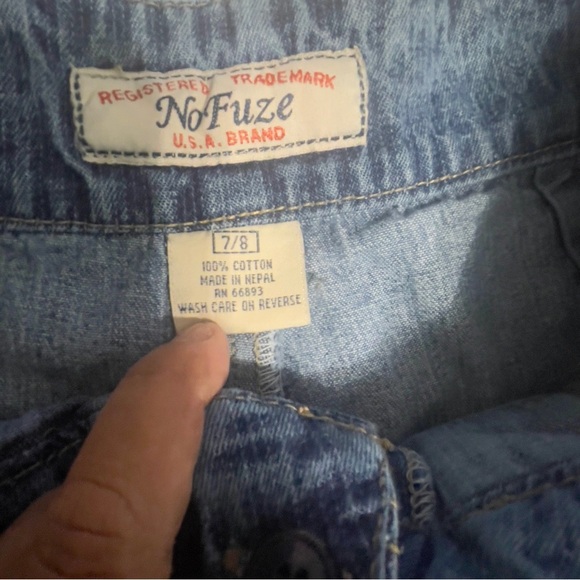 REGISTERED TRADEMARK
NoFuze
U.S.A. BRAND
7/8
100% COTTON
MADE IN NEPAL
RN 66893
WASH CARE ON REVERSE